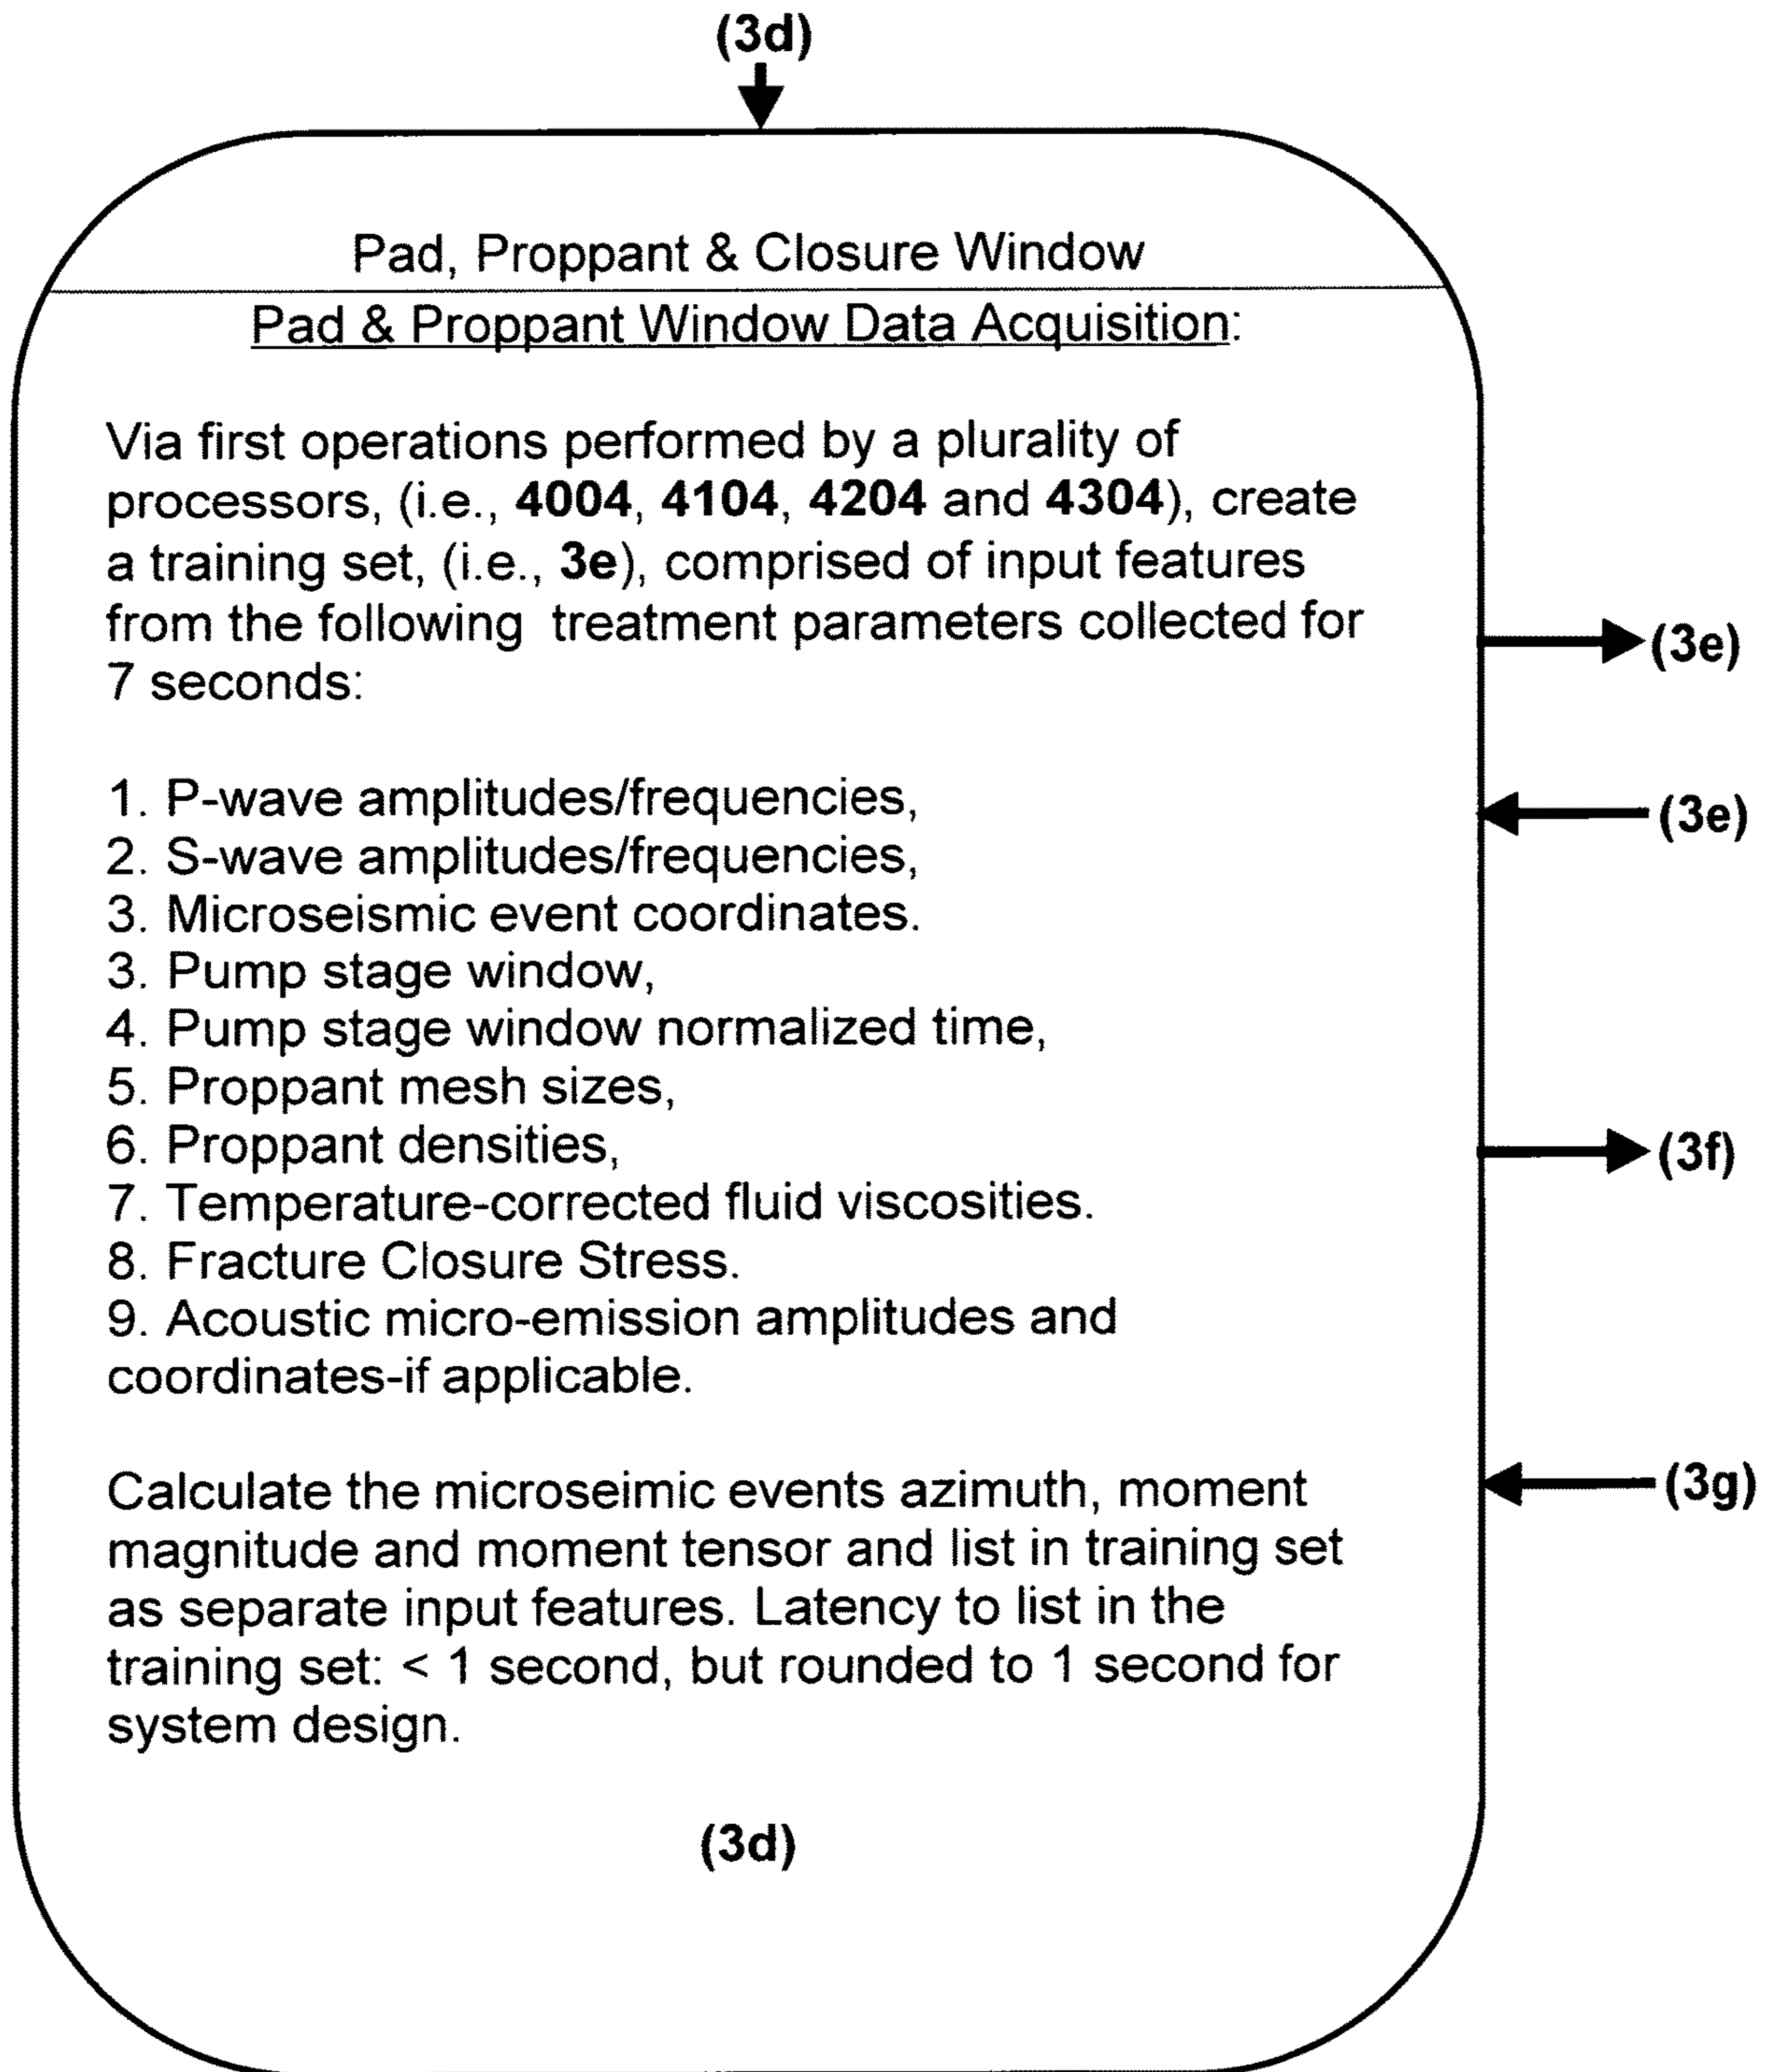 (3d)
Pad, Proppant & Closure Window
Pad & Proppant Window Data Acquisition:
Via first operations performed by a plurality of
processors, (i.e., 4004, 4104, 4204 and 4304), create
a training set, (i.e., 3e), comprised of input features
from the following treatment parameters collected for
7 seconds:
(3e)
1. P-wave amplitudes/frequencies,
(3e)
2. S-wave amplitudes/frequencies,
3. Microseismic event coordinates.
3. Pump stage window,
4. Pump stage window normalized time,
5. Proppant mesh sizes,
6. Proppant densities,
(3f)
7. Temperature-corrected fluid viscosities.
8. Fracture Closure Stress.
9. Acoustic micro-emission amplitudes and
coordinates-if applicable.
Calculate the microseimic events azimuth, moment
(3g)
magnitude and moment tensor and list in training set
as separate input features. Latency to list in the
training set: < 1 second, but rounded to 1 second for
system design.
(3d)